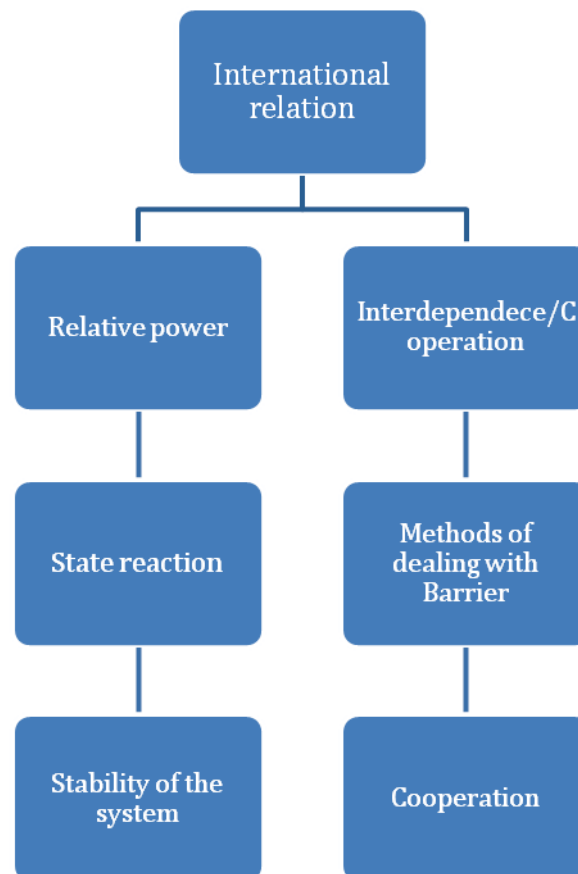 International
relation
Relative power
Interdependece/C
operation
State reaction
Methods of
dealing with
Barrier
Stability of the
system
Cooperation